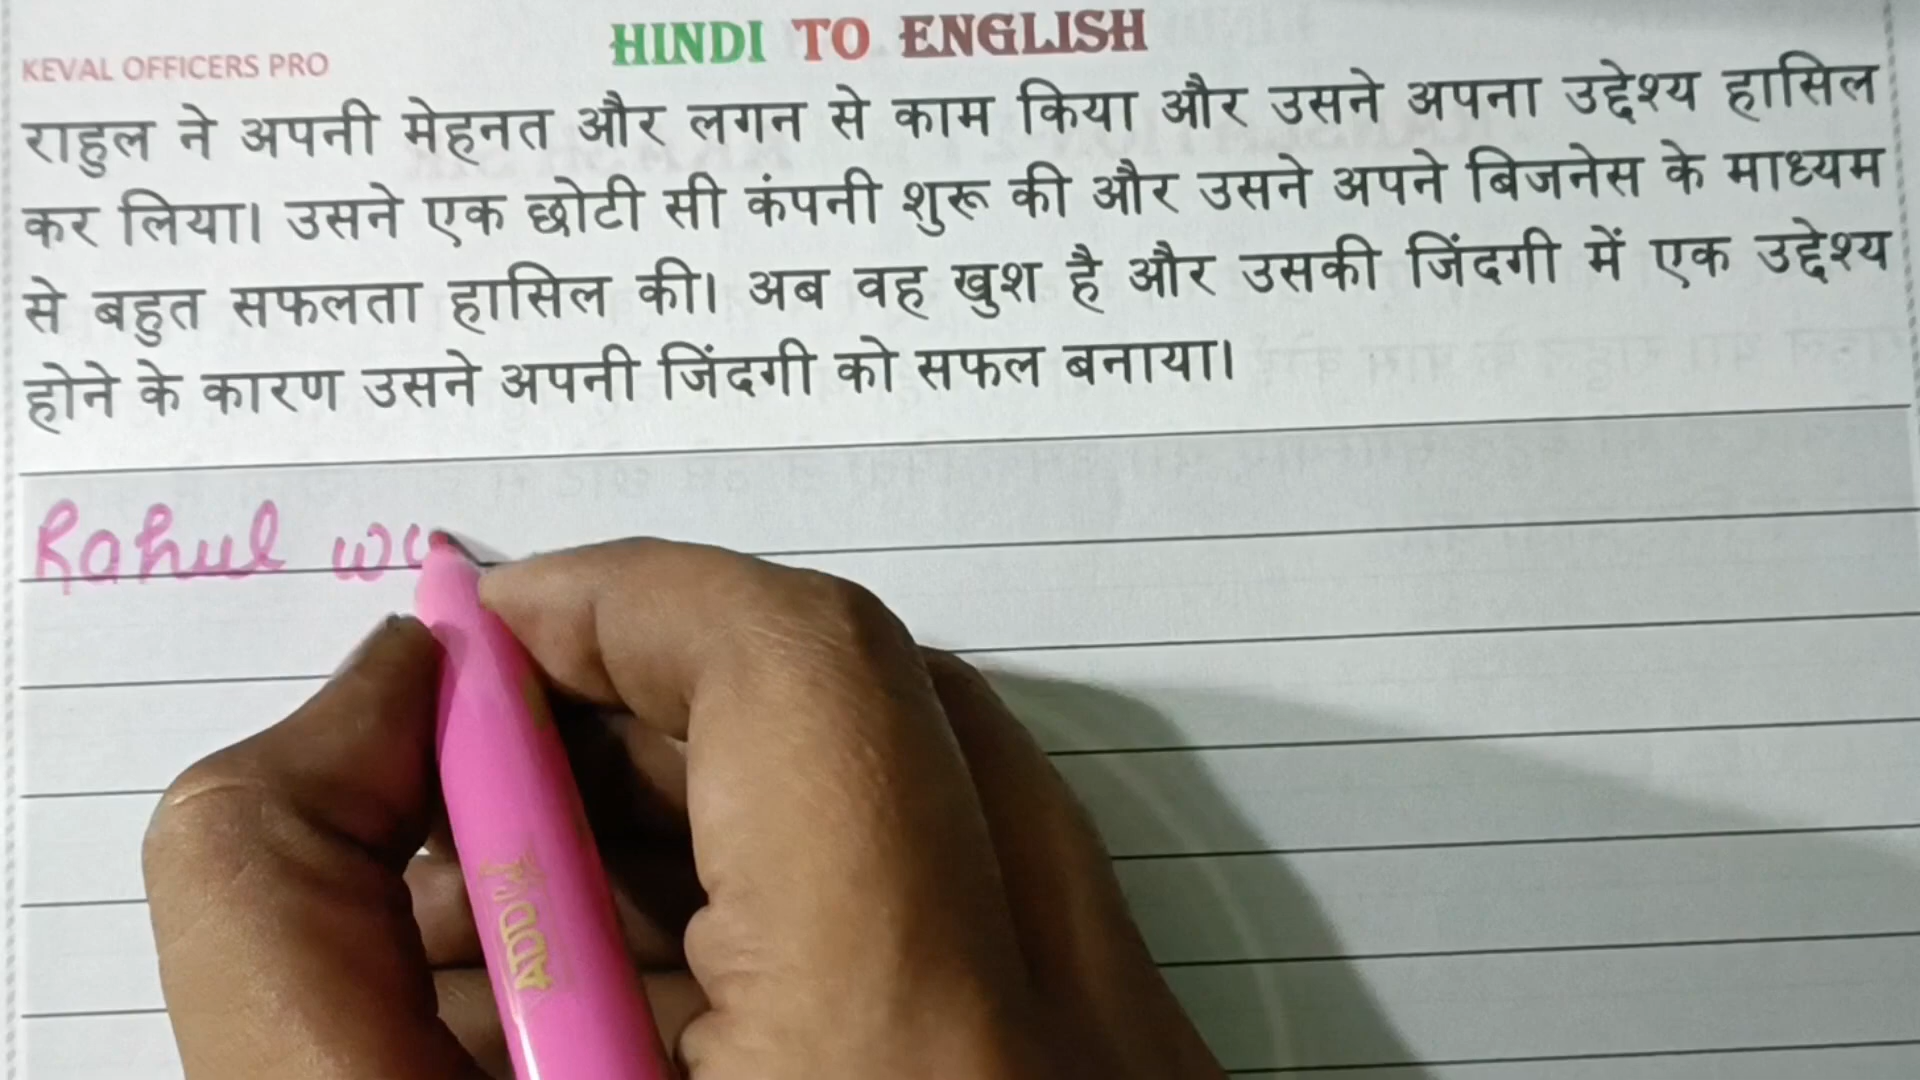 HINDI TO ENGLISH
KEVAL OFFICERS PRO
राहुल ने अपनी मेहनत और लगन से काम किया और उसने अपना उद्देश्य हासिल
कर लिया। उसने एक छोटी सी कंपनी शुरू की और उसने अपने बिजनेस के माध्यम
से बहुत सफलता हासिल की। अब वह खुश है और उसकी जिंदगी में एक उद्देश्य
होने के कारण उसने अपनी जिंदगी को सफल बनाया।
Rahul